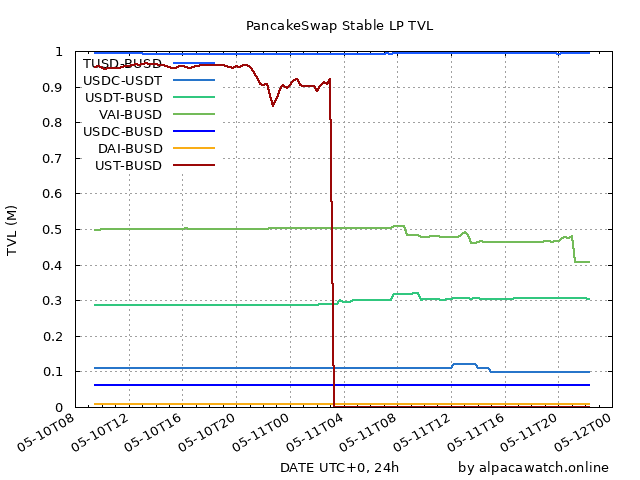 PancakeSwap Stable LP TVL
1
0.9
0.8
0.7
0.6
0.5
0.4
0.3
0.2
0.1
0
TVL (M)
TUSD-BUSD
USDC-USDT
USDT-BUSD
VAI-BUSD
USDC-BUSD
DAI-BUSD
UST-BUSD
05-10T08
05-10T12
05-10T16
05-10T20
05-11T00
05-11T04
05-11T08
05-11T12
05-11T16
05-11T20
05-12T00
DATE UTC+0, 24h
by alpacawatch.online